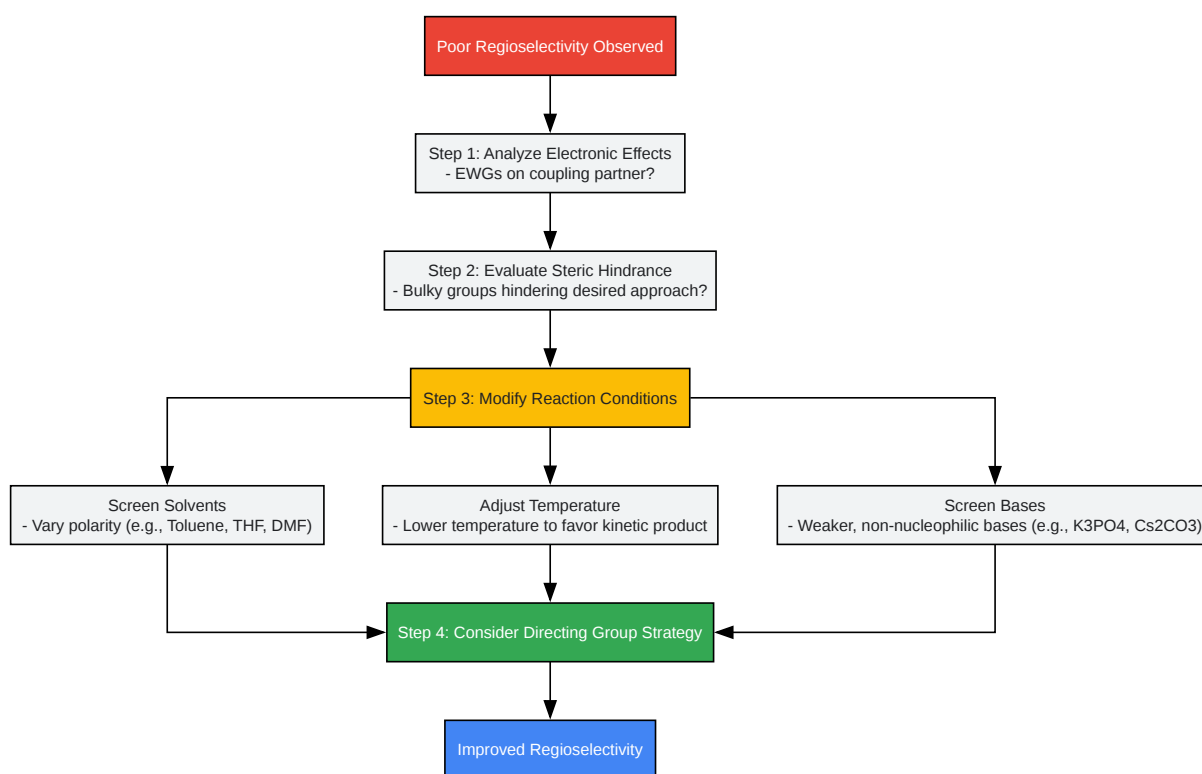 Poor Regioselectivity Observed
Step 1: Analyze Electronic Effects
- EWGs on coupling partner?
Step 2: Evaluate Steric Hindrance
- Bulky groups hindering desired approach?
Step 3: Modify Reaction Conditions
Screen Solvents
- Vary polarity (e.g., Toluene, THF, DMF)
Adjust Temperature
- Lower temperature to favor kinetic product
Screen Bases
- Weaker, non-nucleophilic bases (e.g., K3PO4, Cs2CO3)
Step 4: Consider Directing Group Strategy
Improved Regioselectivity